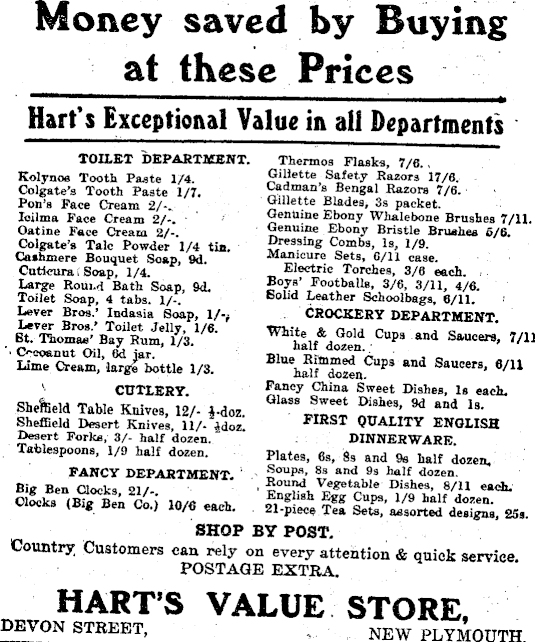 Money saved by Buying
at these Prices
Hart's Exceptional Value in all Departments
TOILET DEPARTMENT.
Kolynos Tooth Paste 1/4.
Colgate's Tooth Paste 1/7.
Pon's Face Cream 2/-.
Icilma Face Cream 2/-.
Oatine Face Cream 2/-.
Colgate's Talc Powder 1/4 tin.
Cashmere Bouquet Soap, 9d.
Cuticura Soap, 1/4.
Large Round Bath Soap, 9d.
Toilet Soap, 4 tabs. 1/-.
Lever Bros.' Indasia Soap, 1/-;
Lever Bros.' Toilet Jelly, 1/6.
St. Thomas' Bay Rum, 1/3.
Cocoanut Oil, 6d jar.
Lime Cream, large bottle 1/3.
CUTLERY.
Sheffield Table Knives, 12/- ½-doz.
Sheffield Desert Knives, 11/- ½doz.
Desert Forks, 3/- half dozen.
Tablespoons, 1/9 half dozen.
FANCY DEPARTMENT.
Big Ben Clocks, 21/-.
Clocks (Big Ben Co.) 10/6 each.
Thermos Flasks, 7/6.
Gillette Safety Razors 17/6.
Cadman's Bengal Razors 7/6.
Gillette Blades, 3s packet.
Genuine Ebony Whalebone Brushes 7/11.
Genuine Ebony Bristle Brushes 5/6.
Dressing Combs, 1s, 1/9.
Manicure Sets, 6/11 case.
Electric Torches, 3/6 each.
Boys' Footballs, 3/6, 3/11, 4/6.
Solid Leather Schoolbags, 6/11.
CROCKERY DEPARTMENT.
White & Gold Cups and Saucers, 7/11
half dozen.
Blue Rimmed Cups and Saucers, 6/11
half dozen.
Fancy China Sweet Dishes, 1s each.
Glass Sweet Dishes, 9d and 1s.
FIRST QUALITY ENGLISH
DINNERWARE.
Plates, 6s, 8s and 9s half dozen.
Soups, 8s and 9s half dozen.
Round Vegetable Dishes, 8/11 each.
English Egg Cups, 1/9 half dozen.
21-piece Tea Sets, assorted designs, 25s.
SHOP BY POST.
Country Customers can rely on every attention & quick service.
POSTAGE EXTRA.
HART'S VALUE STORE,
DEVON STREET, NEW PLYMOUTH.